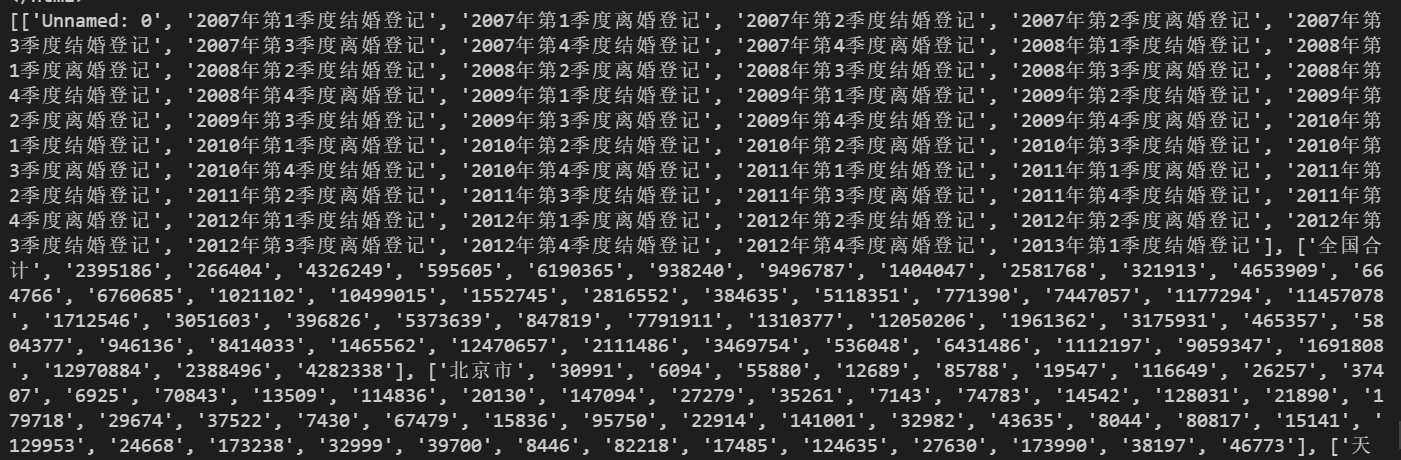 [['Unnamed: 0', '2007年第1季度结婚登记', '2007年第1季度离婚登记', '2007年第2季度结婚登记', '2007年第2季度离婚登记', '2007年第
3季度结婚登记', '2007年第3季度离婚登记', '2007年第4季度结婚登记', '2007年第4季度离婚登记', '2008年第1季度结婚登记', '2008年第
1季度离婚登记', '2008年第2季度结婚登记', '2008年第2季度离婚登记', '2008年第3季度结婚登记', '2008年第3季度离婚登记', '2008年第
4季度结婚登记', '2008年第4季度离婚登记', '2009年第1季度结婚登记', '2009年第1季度离婚登记', '2009年第2季度结婚登记', '2009年第
2季度离婚登记', '2009年第3季度结婚登记', '2009年第3季度离婚登记', '2009年第4季度结婚登记', '2009年第4季度离婚登记', '2010年第
1季度结婚登记', '2010年第1季度离婚登记', '2010年第2季度结婚登记', '2010年第2季度离婚登记', '2010年第3季度结婚登记', '2010年第
3季度离婚登记', '2010年第4季度结婚登记', '2010年第4季度离婚登记', '2011年第1季度结婚登记', '2011年第1季度离婚登记', '2011年第
2季度结婚登记', '2011年第2季度离婚登记', '2011年第3季度结婚登记', '2011年第3季度离婚登记', '2011年第4季度结婚登记', '2011年第
4季度离婚登记', '2012年第1季度结婚登记', '2012年第1季度离婚登记', '2012年第2季度结婚登记', '2012年第2季度离婚登记', '2012年第
3季度结婚登记', '2012年第3季度离婚登记', '2012年第4季度结婚登记', '2012年第4季度离婚登记', '2013年第1季度结婚登记'], ['全国合
计', '2395186', '266404', '4326249', '595605', '6190365', '938240', '9496787', '1404047', '2581768', '321913', '4653909', '66
4766', '6760685', '1021102', '10499015', '1552745', '2816552', '384635', '5118351', '771390', '7447057', '1177294', '11457078
', '1712546', '3051603', '396826', '5373639', '847819', '7791911', '1310377', '12050206', '1961362', '3175931', '465357', '58
04377', '946136', '8414033', '1465562', '12470657', '2111486', '3469754', '536048', '6431486', '1112197', '9059347', '1691808
', '12970884', '2388496', '4282338'], ['北京市', '30991', '6094', '55880', '12689', '85788', '19547', '116649', '26257', '374
07', '6925', '70843', '13509', '114836', '20130', '147094', '27279', '35261', '7143', '74783', '14542', '128031', '21890', '1
79718', '29674', '37522', '7430', '67479', '15836', '95750', '22914', '141001', '32982', '43635', '8044', '80817', '15141', '
129953', '24668', '173238', '32999', '39700', '8446', '82218', '17485', '124635', '27630', '173990', '38197', '46773'], ['天